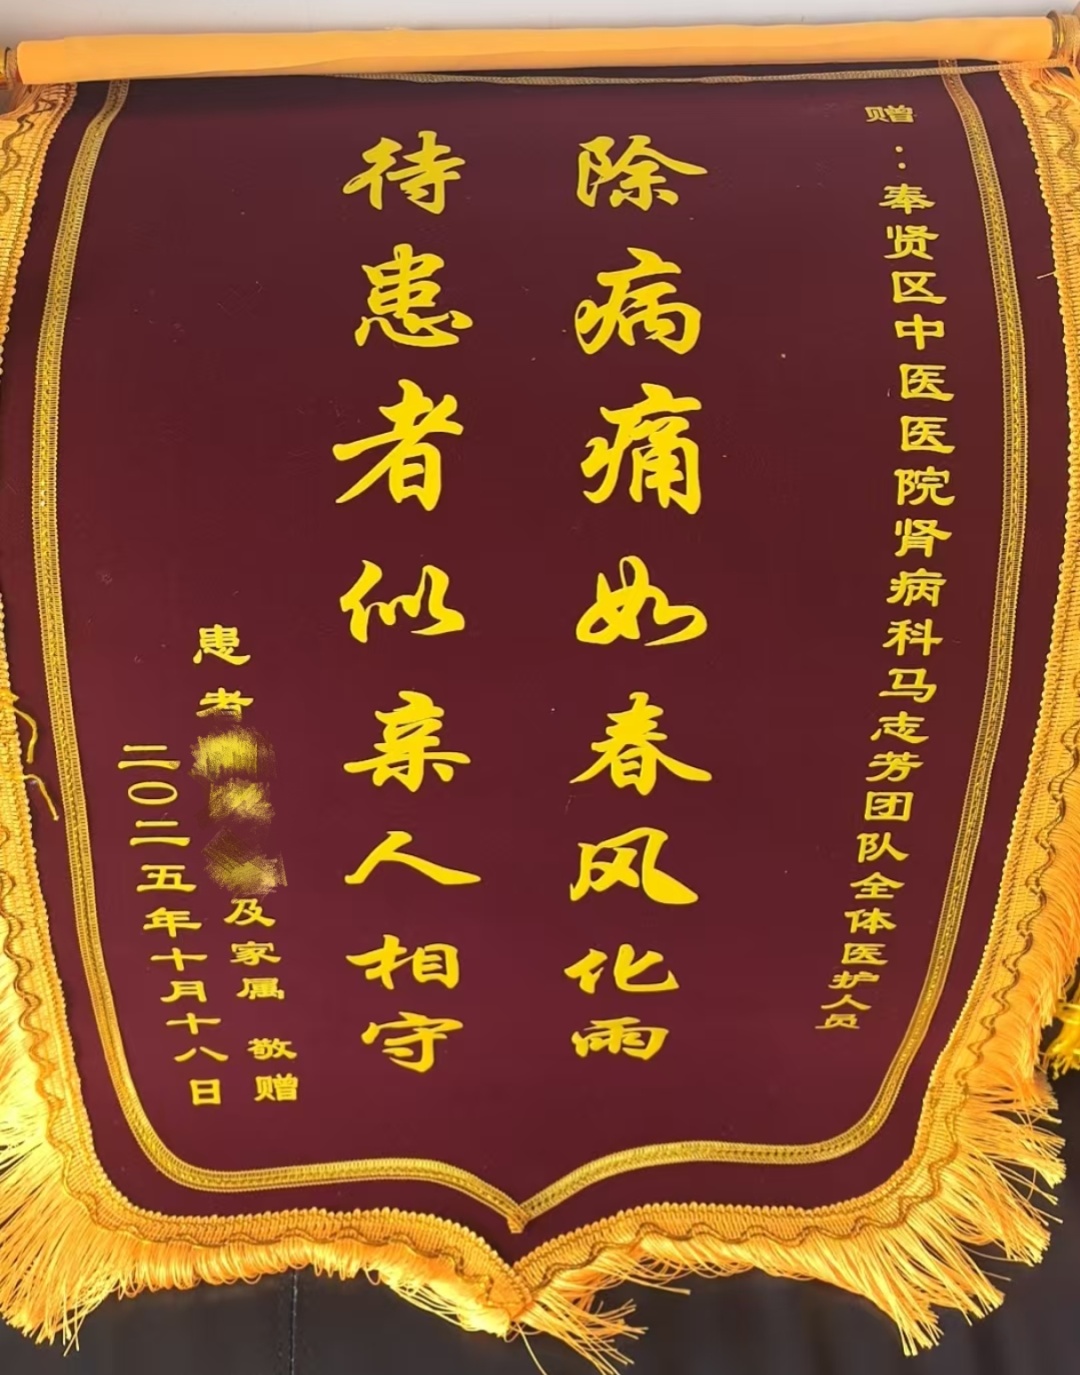 赠：奉贤区中医医院肾病科马志芳团队全体医护人员
除病痛如春风化雨
待患者似亲人相守
患者 及家属 敬赠
二〇二五年十月十八日